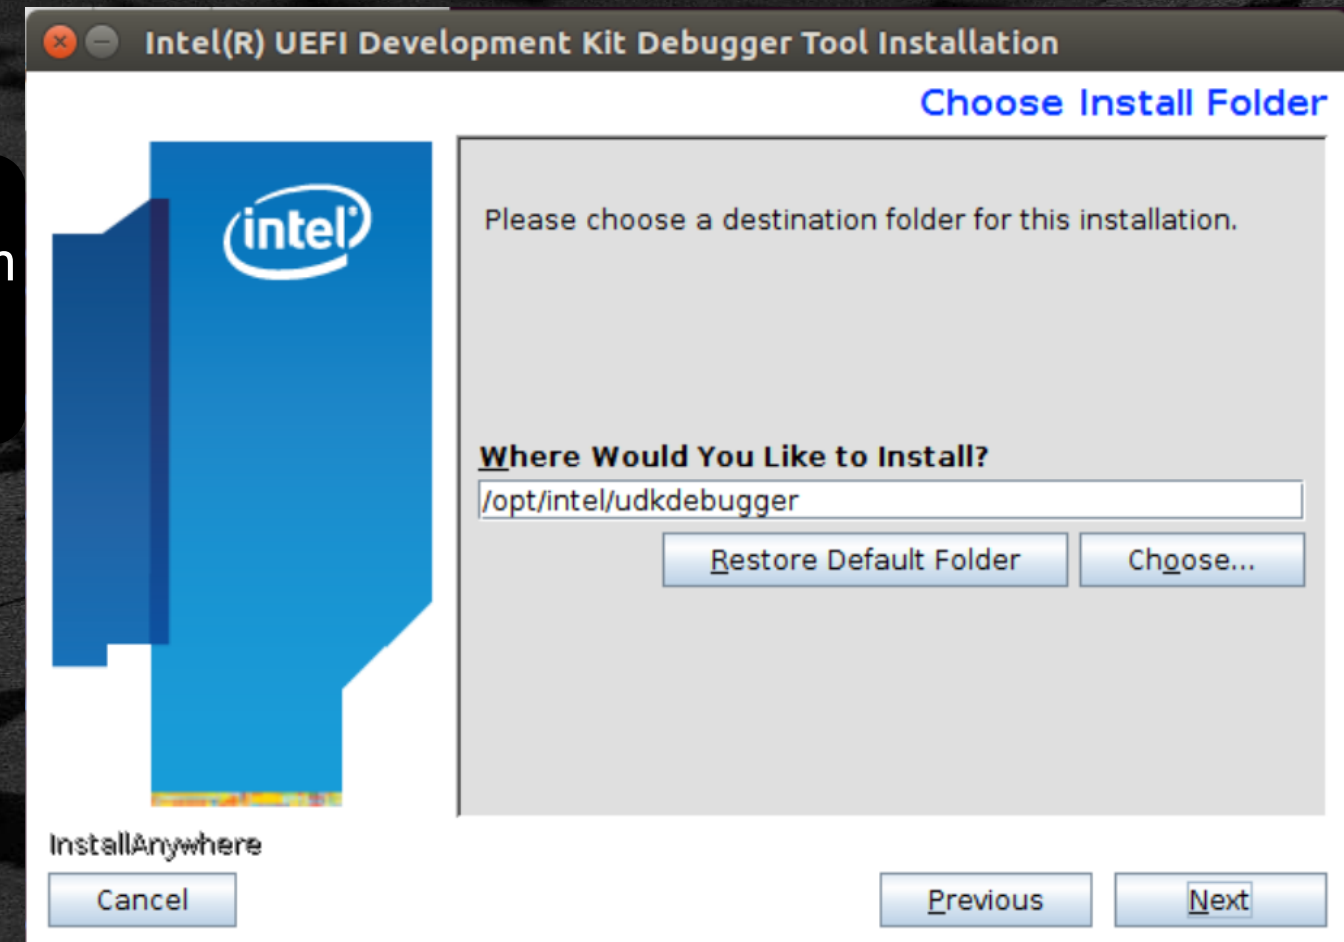 Intel(R) UEFI Development Kit Debugger Tool Installation
Choose Install Folder
intel
Please choose a destination folder for this installation.
Where Would You Like to Install?
/opt/intel/udkdebugger
Restore Default Folder
Choose...
InstallAnywhere
Cancel
Previous
Next